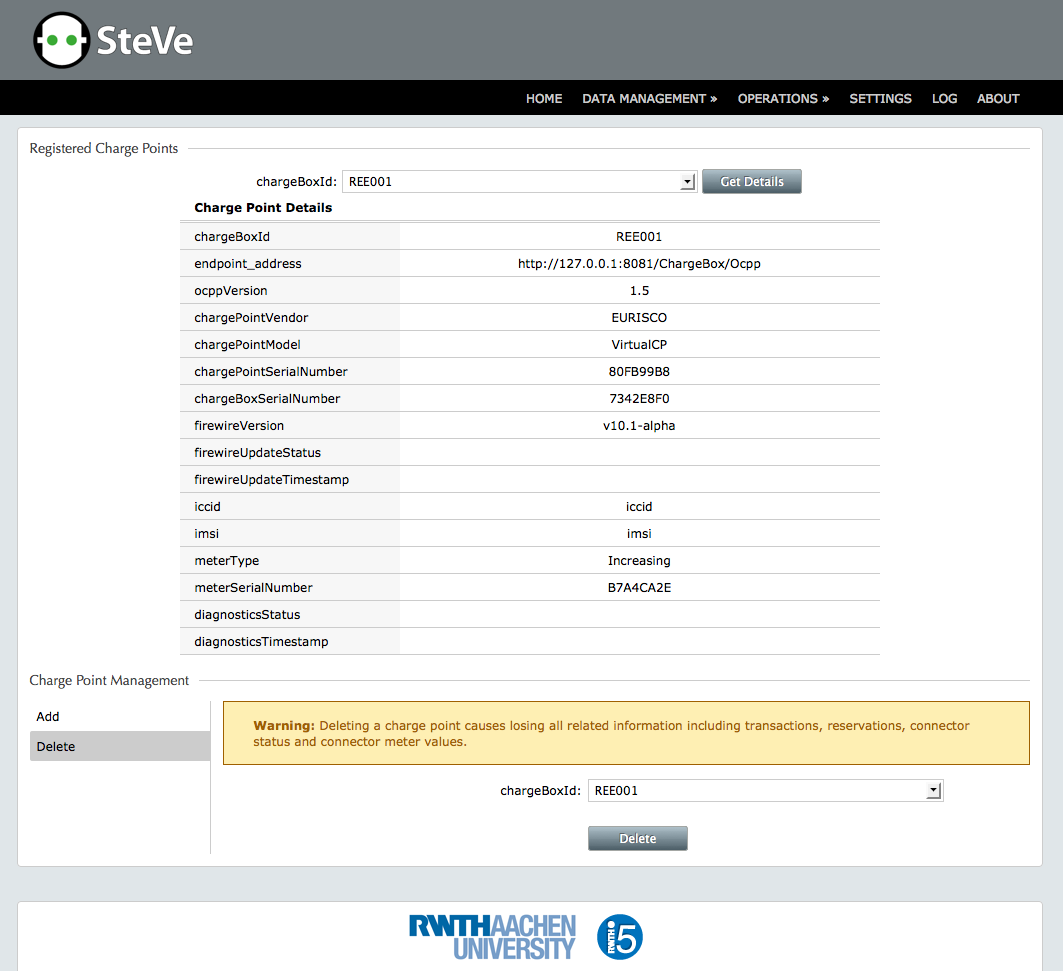 SteVe
HOME DATA MANAGEMENT » OPERATIONS » SETTINGS LOG ABOUT
Registered Charge Points
chargeBoxId: REE001 Get Details
Charge Point Details
chargeBoxId REE001
endpoint_address http://127.0.0.1:8081/ChargeBox/Ocpp
ocppVersion 1.5
chargePointVendor EURISCO
chargePointModel VirtualCP
chargePointSerialNumber 80FB99B8
chargeBoxSerialNumber 7342E8F0
firewireVersion v10.1-alpha
firewireUpdateStatus
firewireUpdateTimestamp
iccid iccid
imsi imsi
meterType Increasing
meterSerialNumber B7A4CA2E
diagnosticsStatus
diagnosticsTimestamp
Charge Point Management
Add
Delete
Warning: Deleting a charge point causes losing all related information including transactions, reservations, connector
status and connector meter values.
chargeBoxId: REE001
Delete
RWTHAACHEN
UNIVERSITY
RWTH i5